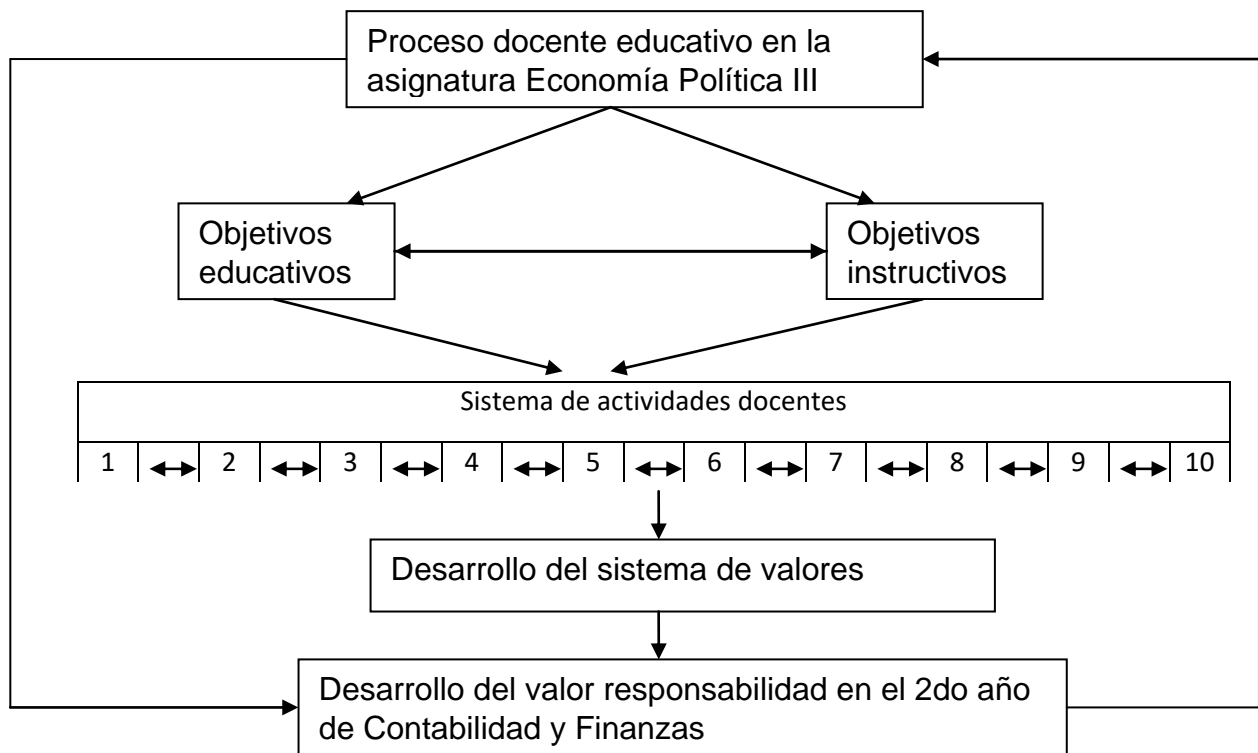 Proceso docente educativo en la
asignatura Economía Política III
Objetivos
educativos
Objetivos
instructivos
Sistema de actividades docentes
1 2 3 4 5 6 7 8 9 10
Desarrollo del sistema de valores
Desarrollo del valor responsabilidad en el 2do año
de Contabilidad y Finanzas